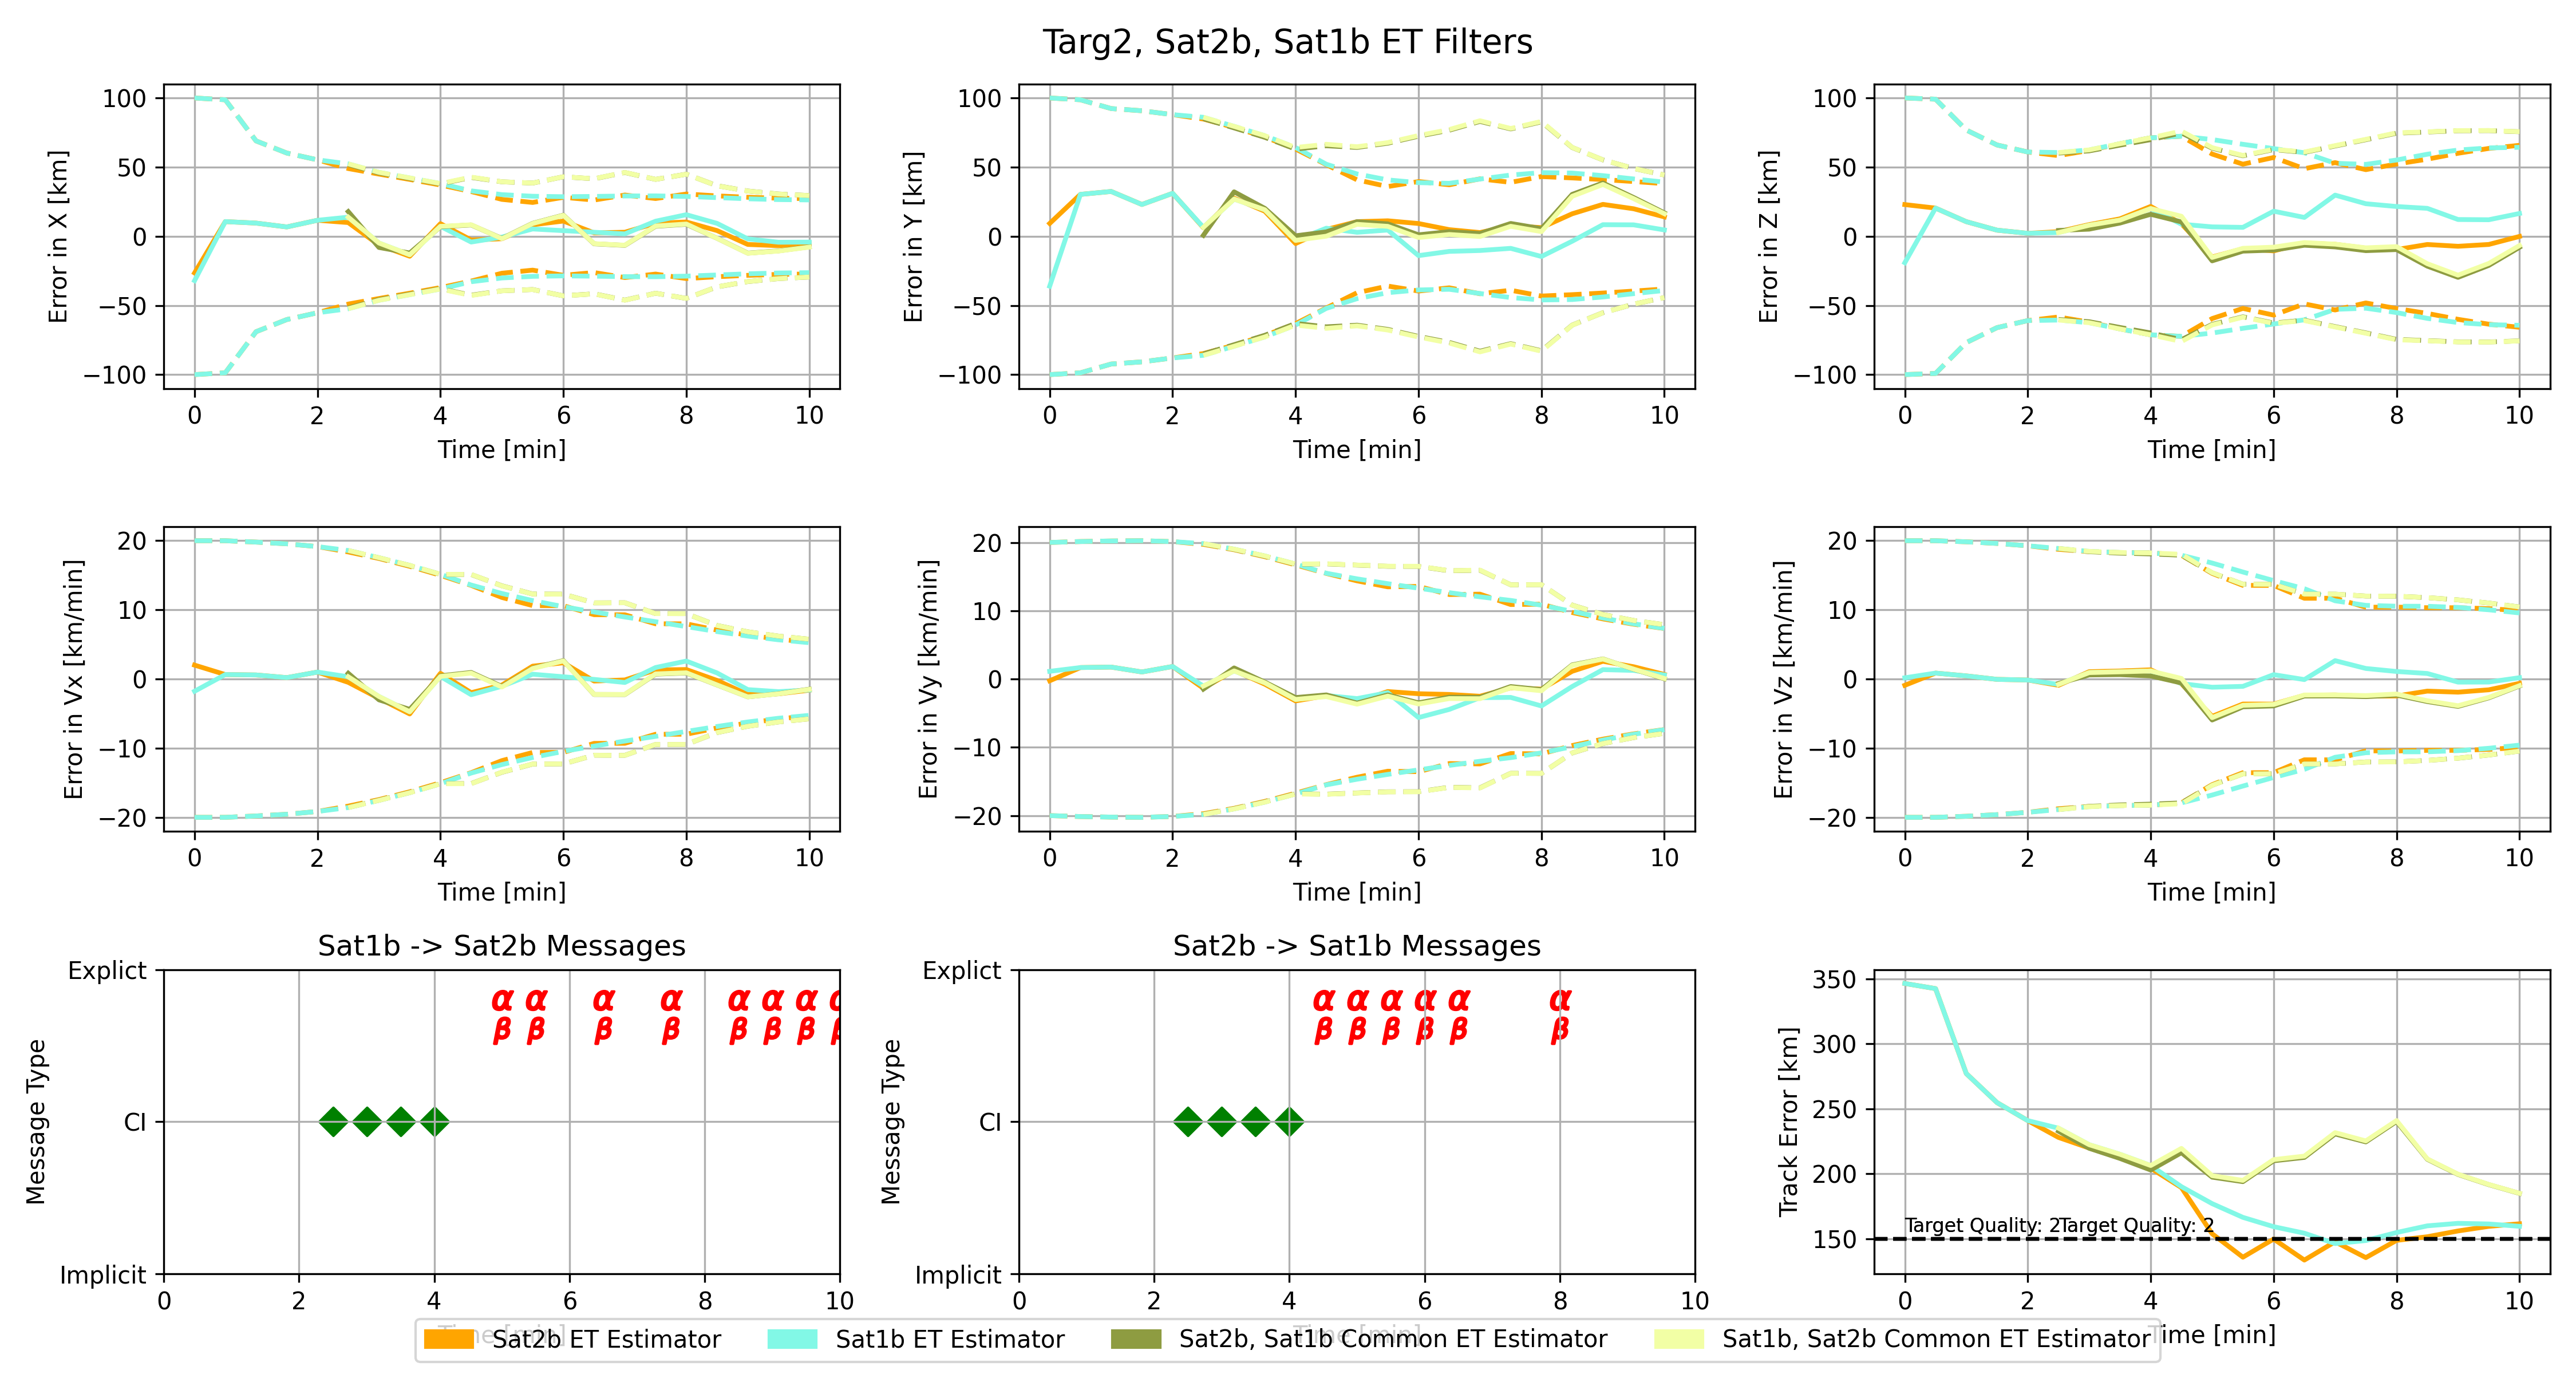 Targ2, Sat2b, Sat1b ET Filters
100
50
0
−50
−100
Error in X [km]
0 2 4 6 8 10
Time [min]
100
50
0
−50
−100
Error in Y [km]
0 2 4 6 8 10
Time [min]
100
50
0
−50
−100
Error in Z [km]
0 2 4 6 8 10
Time [min]
20
10
0
−10
−20
Error in Vx [km/min]
0 2 4 6 8 10
Time [min]
20
10
0
−10
−20
Error in Vy [km/min]
0 2 4 6 8 10
Time [min]
20
10
0
−10
−20
Error in Vz [km/min]
0 2 4 6 8 10
Time [min]
Sat1b -> Sat2b Messages
Explict
CI
Implicit
Message Type
α α α α α α α α
β β β β β β β β
0 2 4 6 8 10
Time [min]
Sat2b -> Sat1b Messages
Explict
CI
Implicit
Message Type
α α α α α α
β β β β β β
0 2 4 6 8 10
Time [min]
350
300
250
200
150
Track Error [km]
Target Quality: 2
Target Quality: 2
0 2 4 6 8 10
Time [min]
Sat2b ET Estimator
Sat1b ET Estimator
Sat2b, Sat1b Common ET Estimator
Sat1b, Sat2b Common ET Estimator